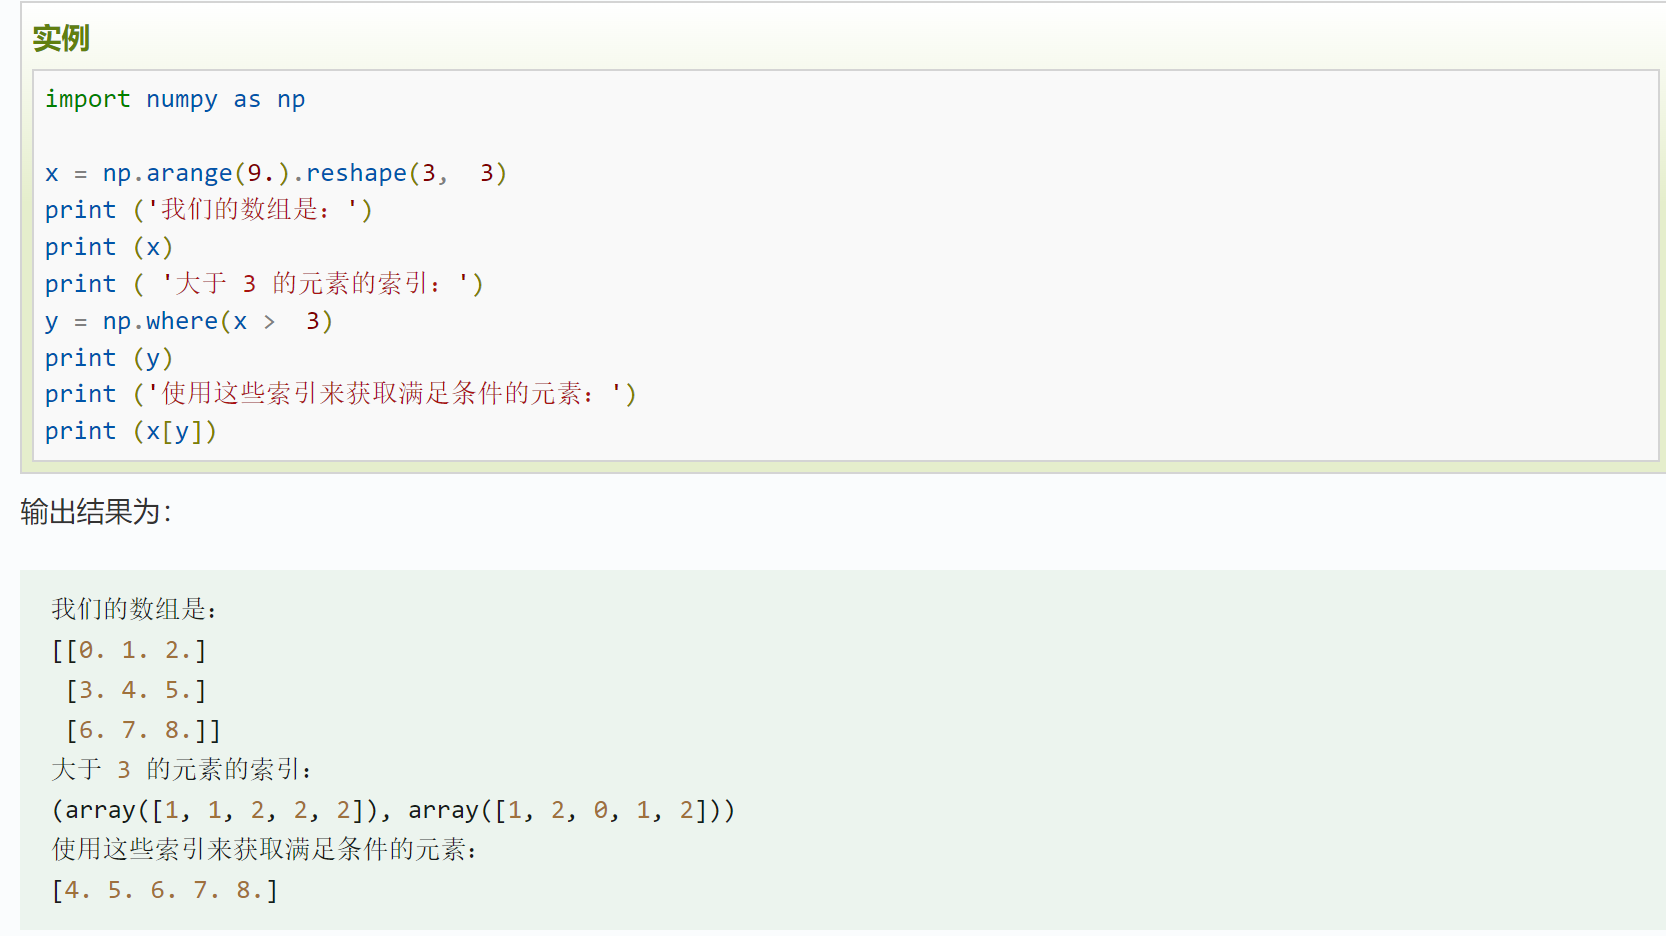 实例
import numpy as np
x = np.arange(9.).reshape(3,  3)
print ('我们的数组是：')
print (x)
print ( '大于 3 的元素的索引：')
y = np.where(x >  3)
print (y)
print ('使用这些索引来获取满足条件的元素：')
print (x[y])
输出结果为：
我们的数组是：
[[0. 1. 2.]
 [3. 4. 5.]
 [6. 7. 8.]]
大于 3 的元素的索引：
(array([1, 1, 2, 2, 2]), array([1, 2, 0, 1, 2]))
使用这些索引来获取满足条件的元素：
[4. 5. 6. 7. 8.]